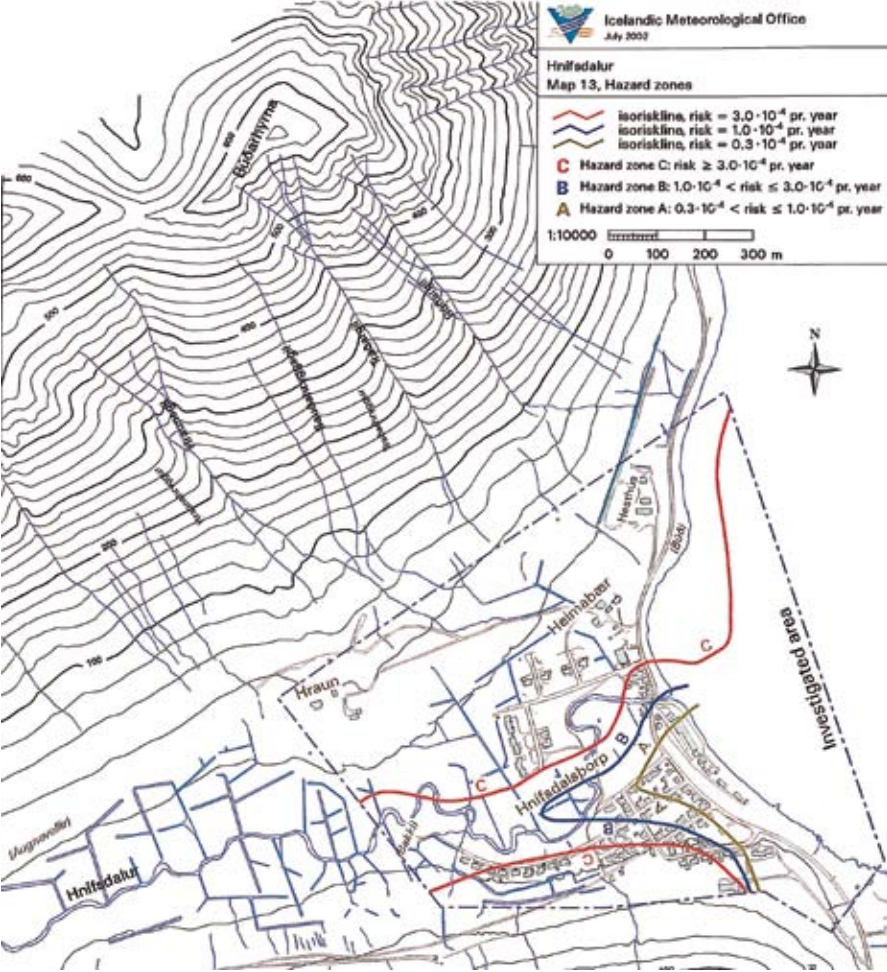 Icelandic Meteorological Office
July 2002
Hnífsdalur
Map 13, Hazard zones
isoriskline, risk = 3.0·10⁻⁴ pr. year
isoriskline, risk = 1.0·10⁻⁴ pr. year
isoriskline, risk = 0.3·10⁻⁴ pr. year
C Hazard zone C: risk ≥ 3.0·10⁻⁴ pr. year
B Hazard zone B: 1.0·10⁻⁴ < risk ≤ 3.0·10⁻⁴ pr. year
A Hazard zone A: 0.3·10⁻⁴ < risk ≤ 1.0·10⁻⁴ pr. year
1:10000
0 100 200 300 m
N
Búðarhyrna
600
400
300
500
400
200
100
Heimabær
Hraun
(Búð)
C
Investigated area
B
A
C
Hnífsdalsþorp
A
B
C
Hnífsdalur